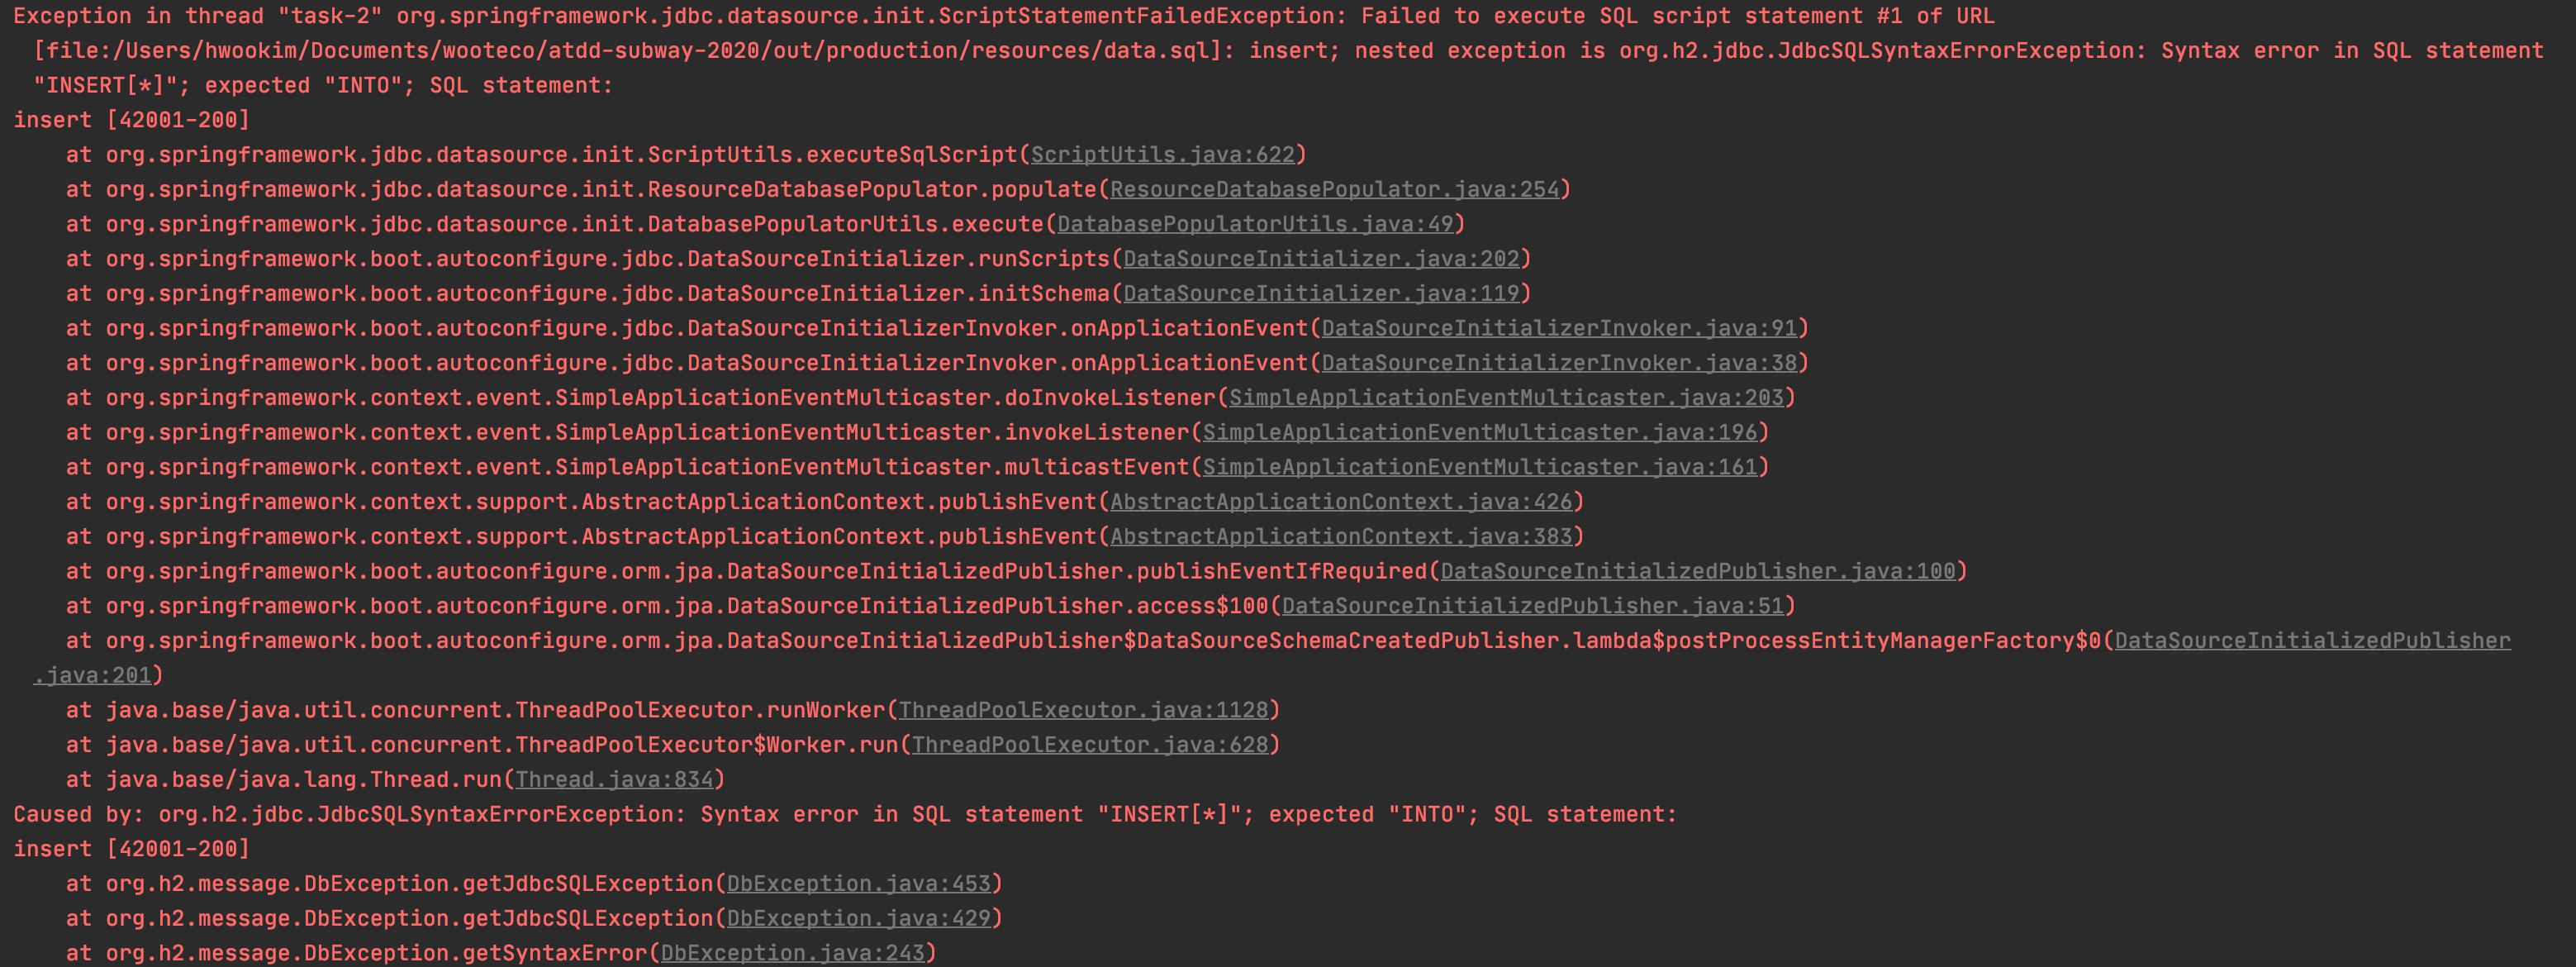 Exception in thread "task-2" org.springframework.jdbc.datasource.init.ScriptStatementFailedException: Failed to execute SQL script statement #1 of URL
[file:/Users/hwookim/Documents/wooteco/atdd-subway-2020/out/production/resources/data.sql]: insert; nested exception is org.h2.jdbc.JdbcSQLSyntaxErrorException: Syntax error in SQL statement
"INSERT[*]"; expected "INTO"; SQL statement:
insert [42001-200]
at org.springframework.jdbc.datasource.init.ScriptUtils.executeSqlScript(ScriptUtils.java:622)
at org.springframework.jdbc.datasource.init.ResourceDatabasePopulator.populate(ResourceDatabasePopulator.java:254)
at org.springframework.jdbc.datasource.init.DatabasePopulatorUtils.execute(DatabasePopulatorUtils.java:49)
at org.springframework.boot.autoconfigure.jdbc.DataSourceInitializer.runScripts(DataSourceInitializer.java:202)
at org.springframework.boot.autoconfigure.jdbc.DataSourceInitializer.initSchema(DataSourceInitializer.java:119)
at org.springframework.boot.autoconfigure.jdbc.DataSourceInitializerInvoker.onApplicationEvent(DataSourceInitializerInvoker.java:91)
at org.springframework.boot.autoconfigure.jdbc.DataSourceInitializerInvoker.onApplicationEvent(DataSourceInitializerInvoker.java:38)
at org.springframework.context.event.SimpleApplicationEventMulticaster.doInvokeListener(SimpleApplicationEventMulticaster.java:203)
at org.springframework.context.event.SimpleApplicationEventMulticaster.invokeListener(SimpleApplicationEventMulticaster.java:196)
at org.springframework.context.event.SimpleApplicationEventMulticaster.multicastEvent(SimpleApplicationEventMulticaster.java:161)
at org.springframework.context.support.AbstractApplicationContext.publishEvent(AbstractApplicationContext.java:426)
at org.springframework.context.support.AbstractApplicationContext.publishEvent(AbstractApplicationContext.java:383)
at org.springframework.boot.autoconfigure.orm.jpa.DataSourceInitializedPublisher.publishEventIfRequired(DataSourceInitializedPublisher.java:100)
at org.springframework.boot.autoconfigure.orm.jpa.DataSourceInitializedPublisher.access$100(DataSourceInitializedPublisher.java:51)
at org.springframework.boot.autoconfigure.orm.jpa.DataSourceInitializedPublisher$DataSourceSchemaCreatedPublisher.lambda$postProcessEntityManagerFactory$0(DataSourceInitializedPublisher
.java:201)
at java.base/java.util.concurrent.ThreadPoolExecutor.runWorker(ThreadPoolExecutor.java:1128)
at java.base/java.util.concurrent.ThreadPoolExecutor$Worker.run(ThreadPoolExecutor.java:628)
at java.base/java.lang.Thread.run(Thread.java:834)
Caused by: org.h2.jdbc.JdbcSQLSyntaxErrorException: Syntax error in SQL statement "INSERT[*]"; expected "INTO"; SQL statement:
insert [42001-200]
at org.h2.message.DbException.getJdbcSQLException(DbException.java:453)
at org.h2.message.DbException.getJdbcSQLException(DbException.java:429)
at org.h2.message.DbException.getSyntaxError(DbException.java:243)